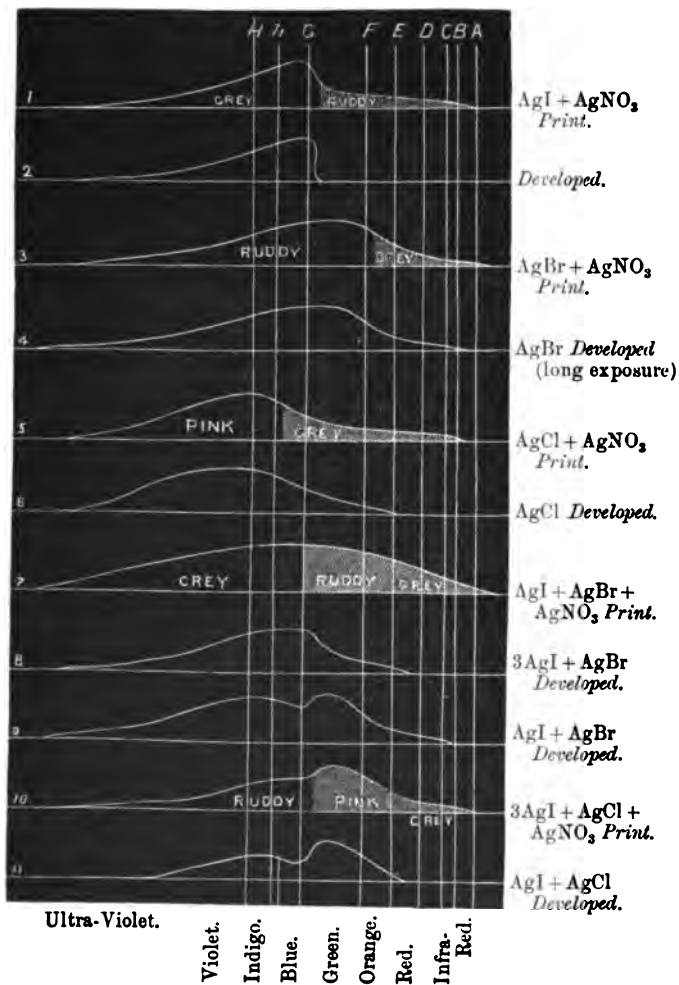 H h G F E D C B A
1 GREY RUDDY AgI + AgNO₃
Print.
2 Developed.
3 RUDDY GREY AgBr + AgNO₃
Print.
4 AgBr Developed
(long exposure)
5 PINK GREY AgCl + AgNO₃
Print.
6 AgCl Developed.
7 GREY RUDDY GREY AgI + AgBr +
AgNO₃ Print.
8 3AgI + AgBr
Developed.
9 AgI + AgBr
Developed.
10 RUDDY PINK GREY 3AgI + AgCl +
AgNO₃ Print.
11 AgI + AgCl
Developed.
Ultra-Violet.
Violet.
Indigo.
Blue.
Green.
Orange.
Red.
Infra-
Red.